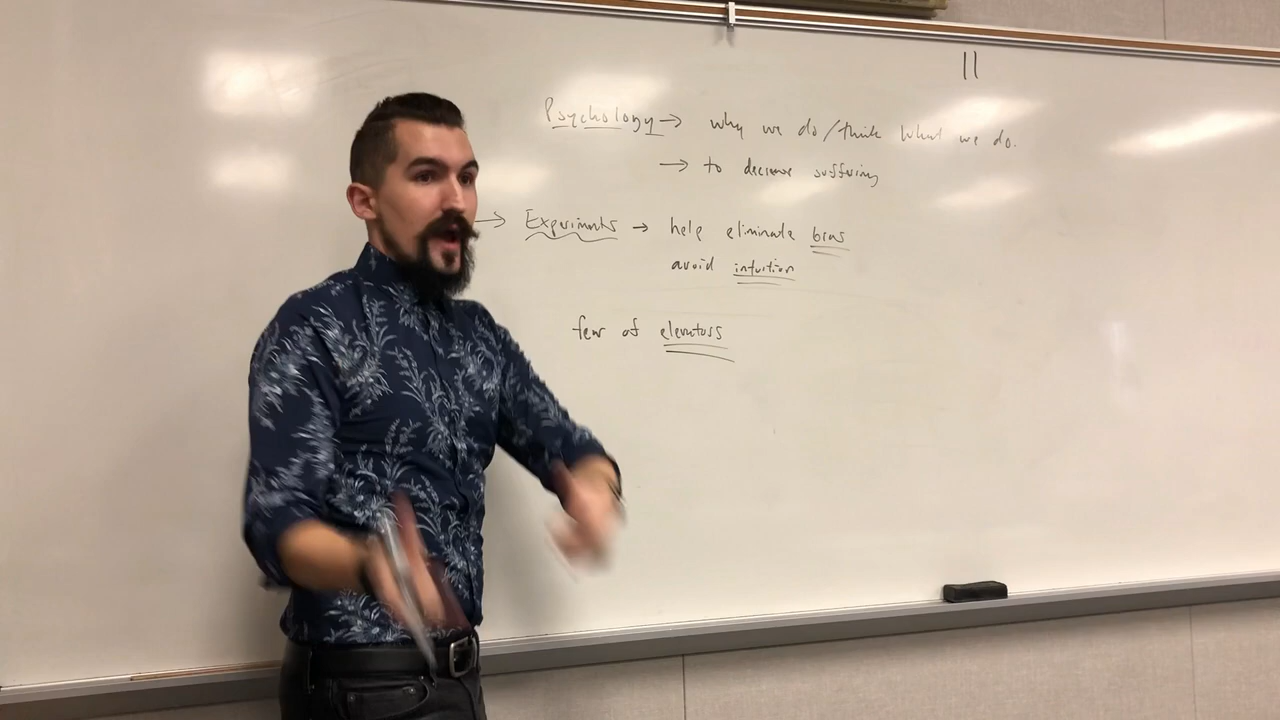 ||
Psychology → why we do/think what we do.
→ to decrease suffering
→ Experiments → help eliminate bias
avoid intuition
fear of elevators